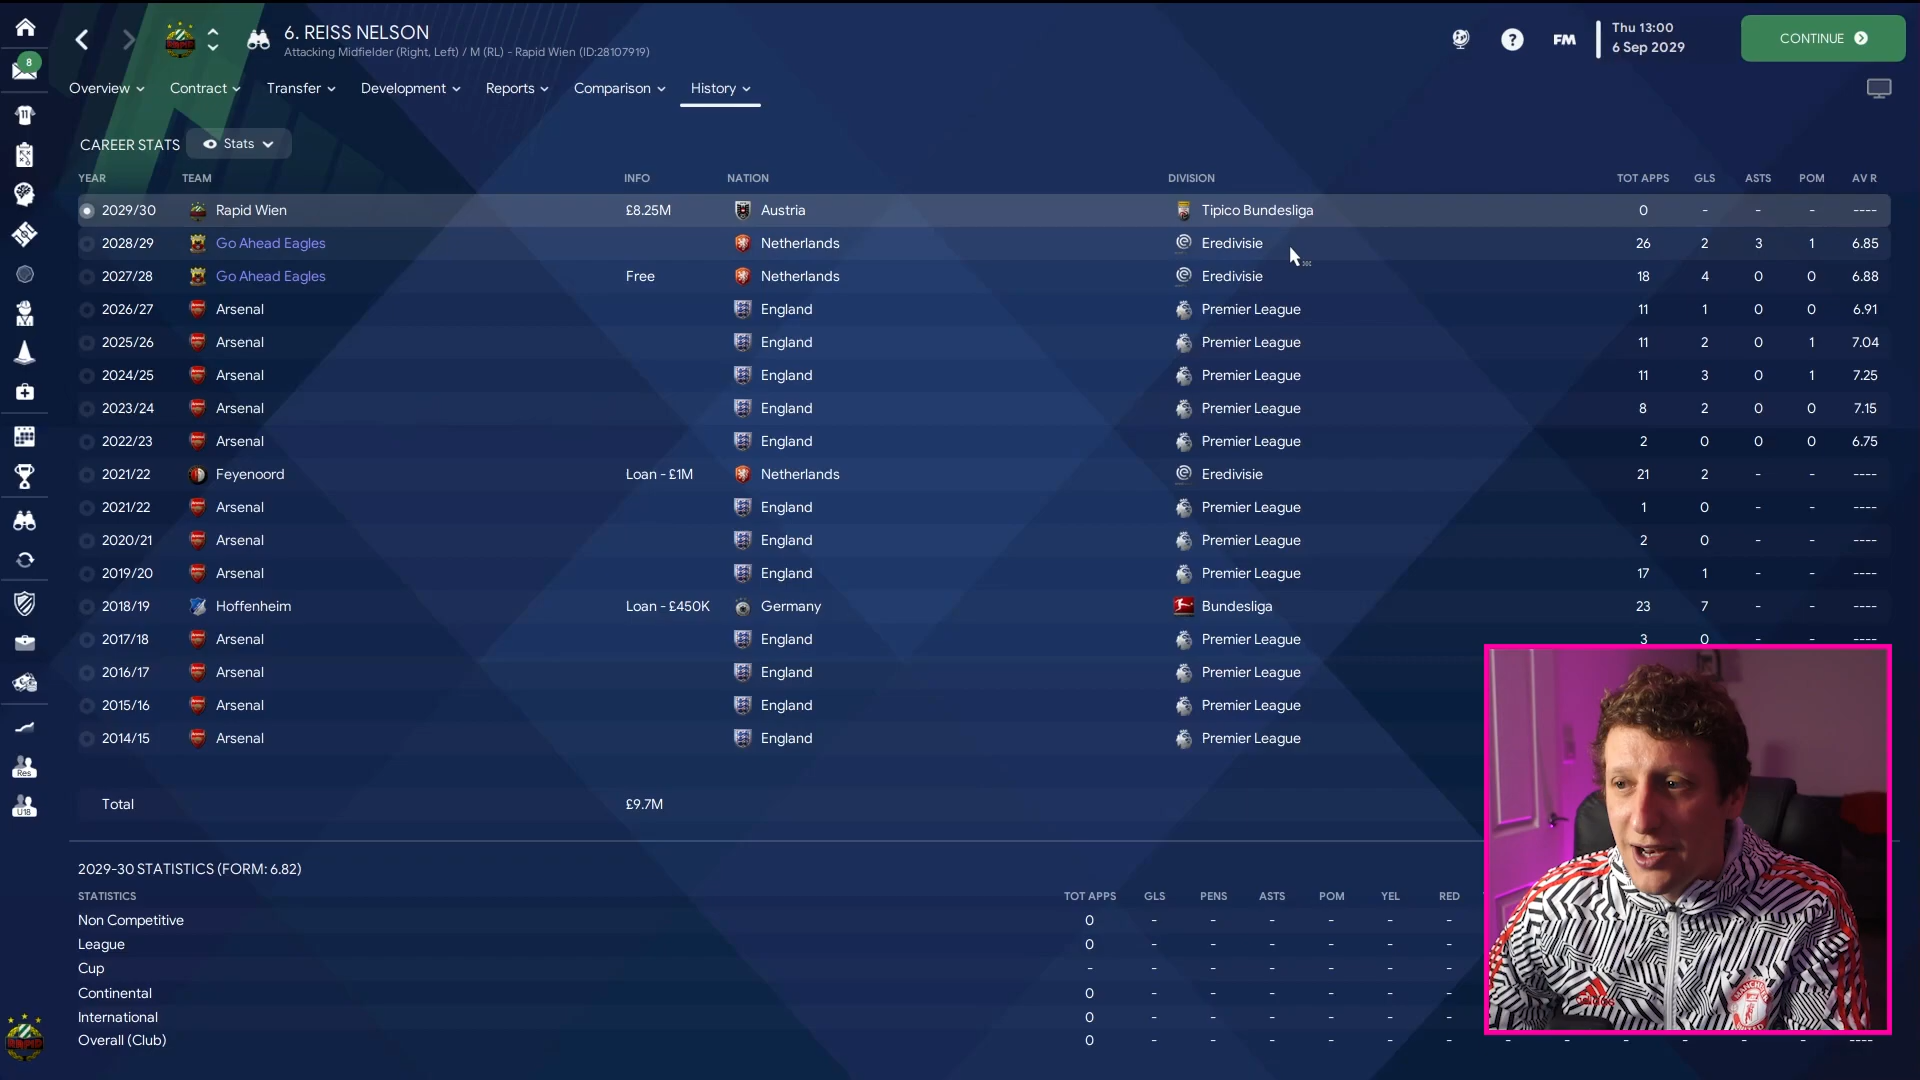 6. REISS NELSON
Attacking Midfielder (Right, Left) / M (RL) - Rapid Wien (ID:28107919)
8
FM
Thu 13:00
6 Sep 2029
CONTINUE
Overview Contract Transfer Development Reports Comparison History
CAREER STATS Stats
YEAR TEAM INFO NATION DIVISION TOT APPS GLS ASTS POM AV R
2029/30 Rapid Wien £8.25M Austria Tipico Bundesliga 0 - - - ----
2028/29 Go Ahead Eagles Netherlands Eredivisie 26 2 3 1 6.85
2027/28 Go Ahead Eagles Free Netherlands Eredivisie 18 4 0 0 6.88
2026/27 Arsenal England Premier League 11 1 0 0 6.91
2025/26 Arsenal England Premier League 11 2 0 1 7.04
2024/25 Arsenal England Premier League 11 3 0 1 7.25
2023/24 Arsenal England Premier League 8 2 0 0 7.15
2022/23 Arsenal England Premier League 2 0 0 0 6.75
2021/22 Feyenoord Loan - £1M Netherlands Eredivisie 21 2 - - ----
2021/22 Arsenal England Premier League 1 0 - - ----
2020/21 Arsenal England Premier League 2 0 - - ----
2019/20 Arsenal England Premier League 17 1 - - ----
2018/19 Hoffenheim Loan - £450K Germany Bundesliga 23 7 - - ----
2017/18 Arsenal England Premier League 3 0 - - ----
2016/17 Arsenal England Premier League
2015/16 Arsenal England Premier League
2014/15 Arsenal England Premier League
Res
U18
Total £9.7M
2029-30 STATISTICS (FORM: 6.82)
STATISTICS TOT APPS GLS PENS ASTS POM YEL RED
Non Competitive 0 - - - - - -
League 0 - - - - - -
Cup - - - - - - -
Continental 0 - - - - - -
International 0 - - - - - -
Overall (Club) 0 - - - - - - - - - - - - ----
adidas
MANCHESTER
RAPID